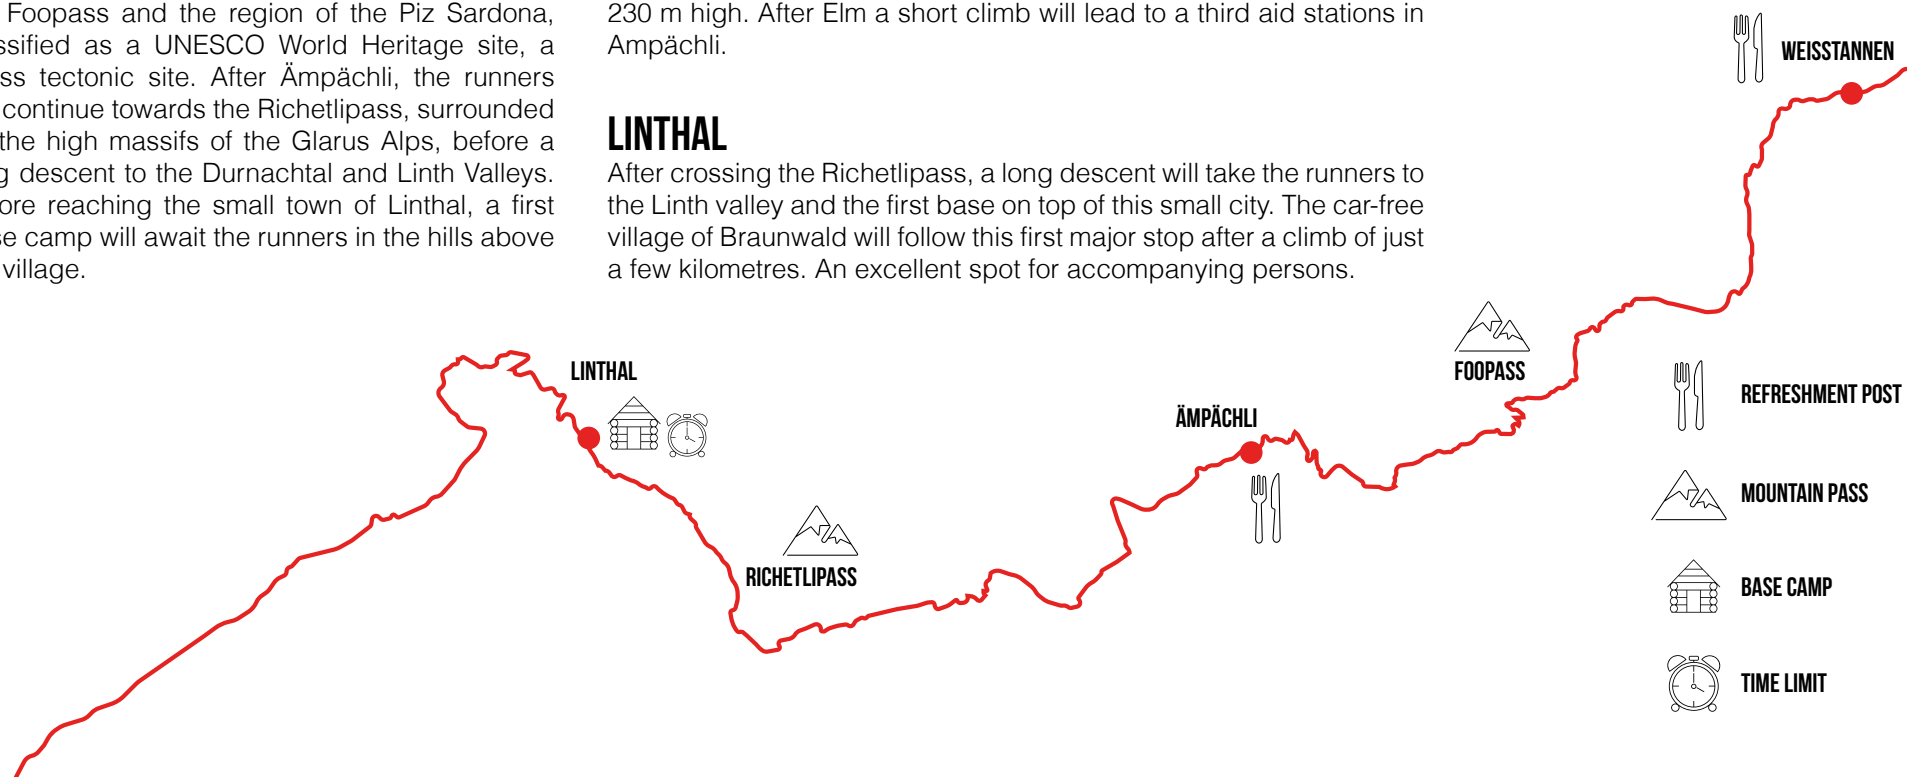 Foopass and the region of the Piz Sardona,
ssified as a UNESCO World Heritage site, a
ss tectonic site. After Ämpächli, the runners
continue towards the Richetlipass, surrounded
the high massifs of the Glarus Alps, before a
g descent to the Durnachtal and Linth Valleys.
ore reaching the small town of Linthal, a first
se camp will await the runners in the hills above
village.
230 m high. After Elm a short climb will lead to a third aid stations in
Ampächli.
LINTHAL
After crossing the Richetlipass, a long descent will take the runners to
the Linth valley and the first base on top of this small city. The car-free
village of Braunwald will follow this first major stop after a climb of just
a few kilometres. An excellent spot for accompanying persons.
WEISSTANNEN
FOOPASS
LINTHAL
ÄMPÄCHLI
RICHETLIPASS
REFRESHMENT POST
MOUNTAIN PASS
BASE CAMP
TIME LIMIT